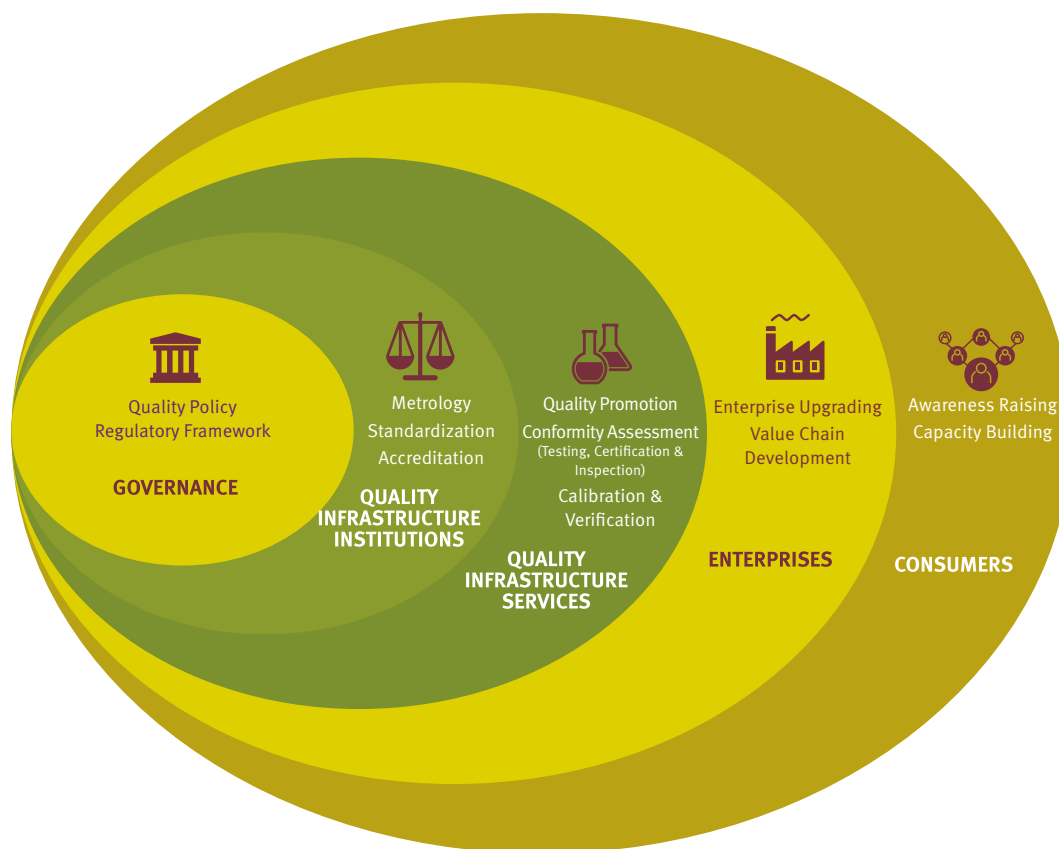 Quality Policy
Regulatory Framework
GOVERNANCE
Metrology
Standardization
Accreditation
QUALITY
INFRASTRUCTURE
INSTITUTIONS
Quality Promotion
Conformity Assessment
(Testing, Certification &
Inspection)
Calibration &
Verification
QUALITY
INFRASTRUCTURE
SERVICES
Enterprise Upgrading
Value Chain
Development
ENTERPRISES
Awareness Raising
Capacity Building
CONSUMERS